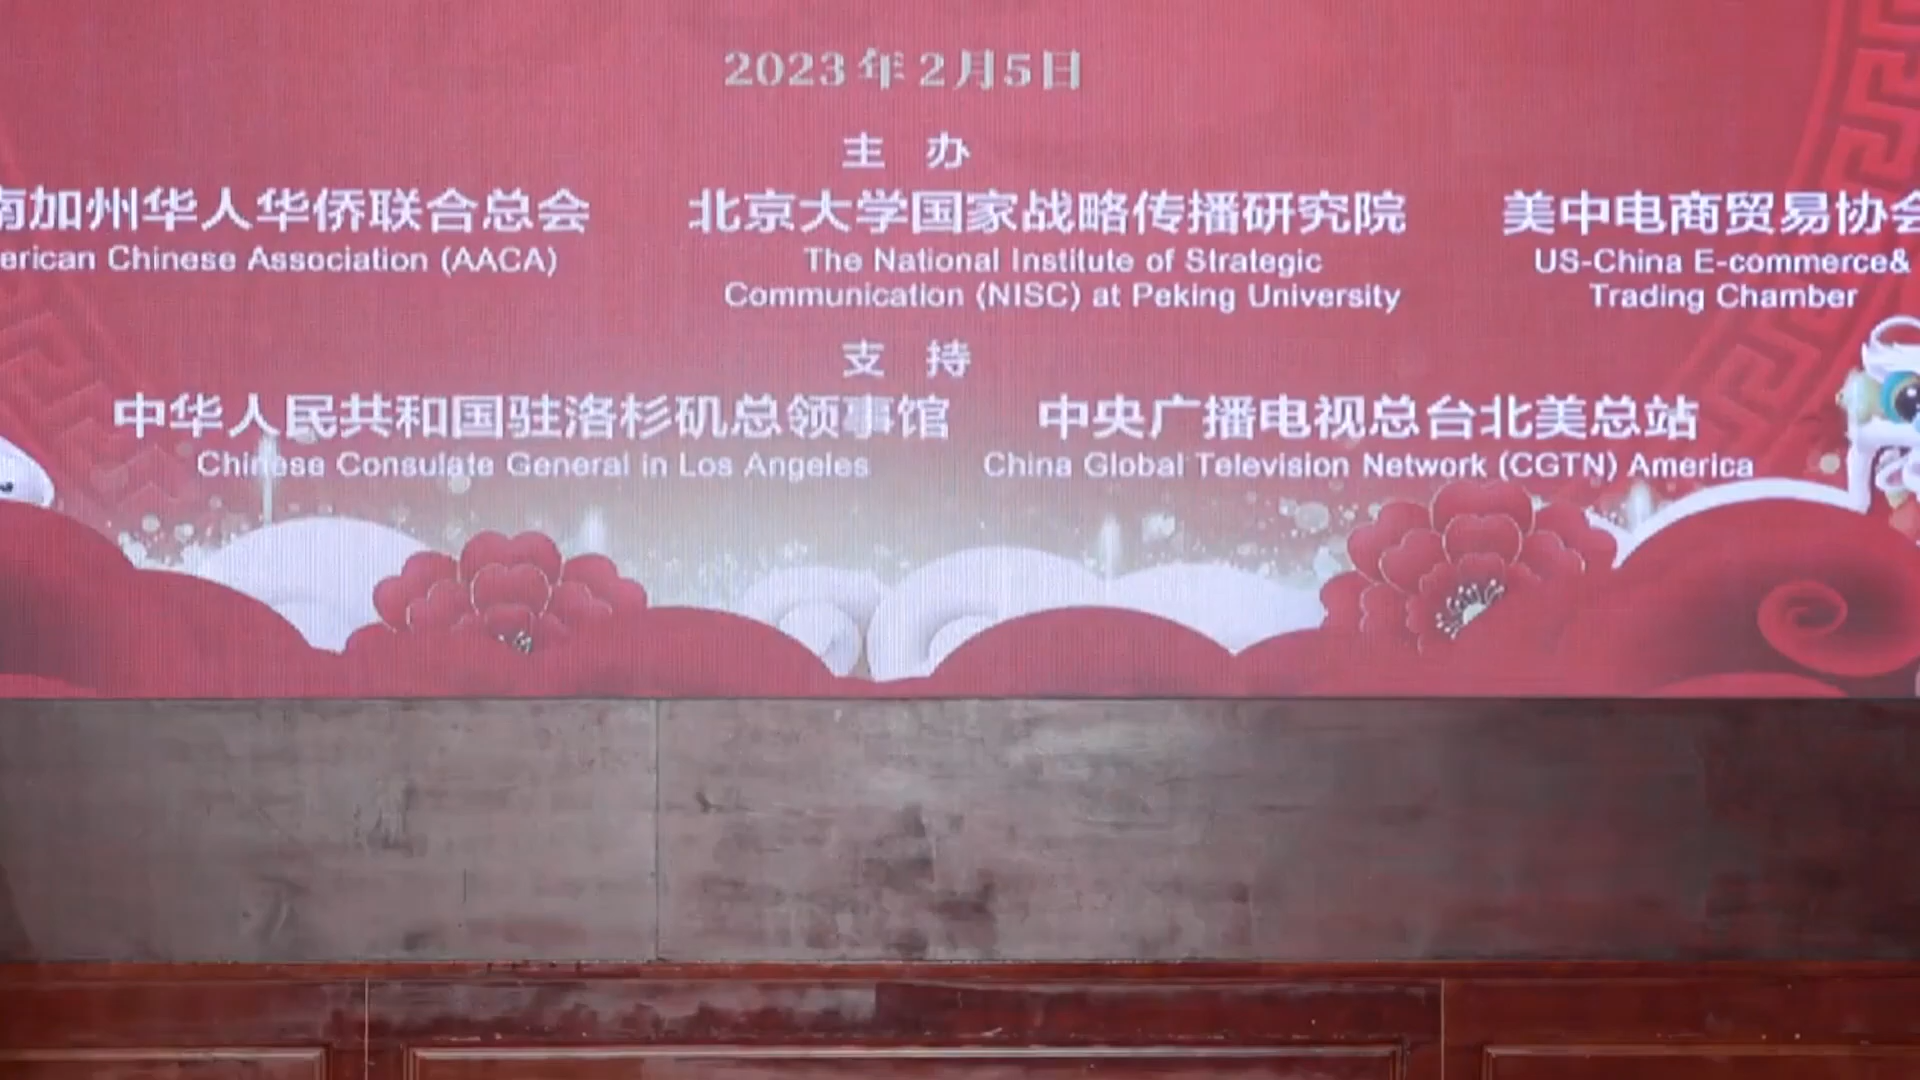 2023年2月5日
主 办
南加州华人华侨联合总会 北京大学国家战略传播研究院 美中电商贸易协会
erican Chinese Association (AACA) The National Institute of Strategic US-China E-commerce&
Communication (NISC) at Peking University Trading Chamber
支 持
中华人民共和国驻洛杉矶总领事馆 中央广播电视总台北美总站
Chinese Consulate General in Los Angeles China Global Television Network (CGTN) America